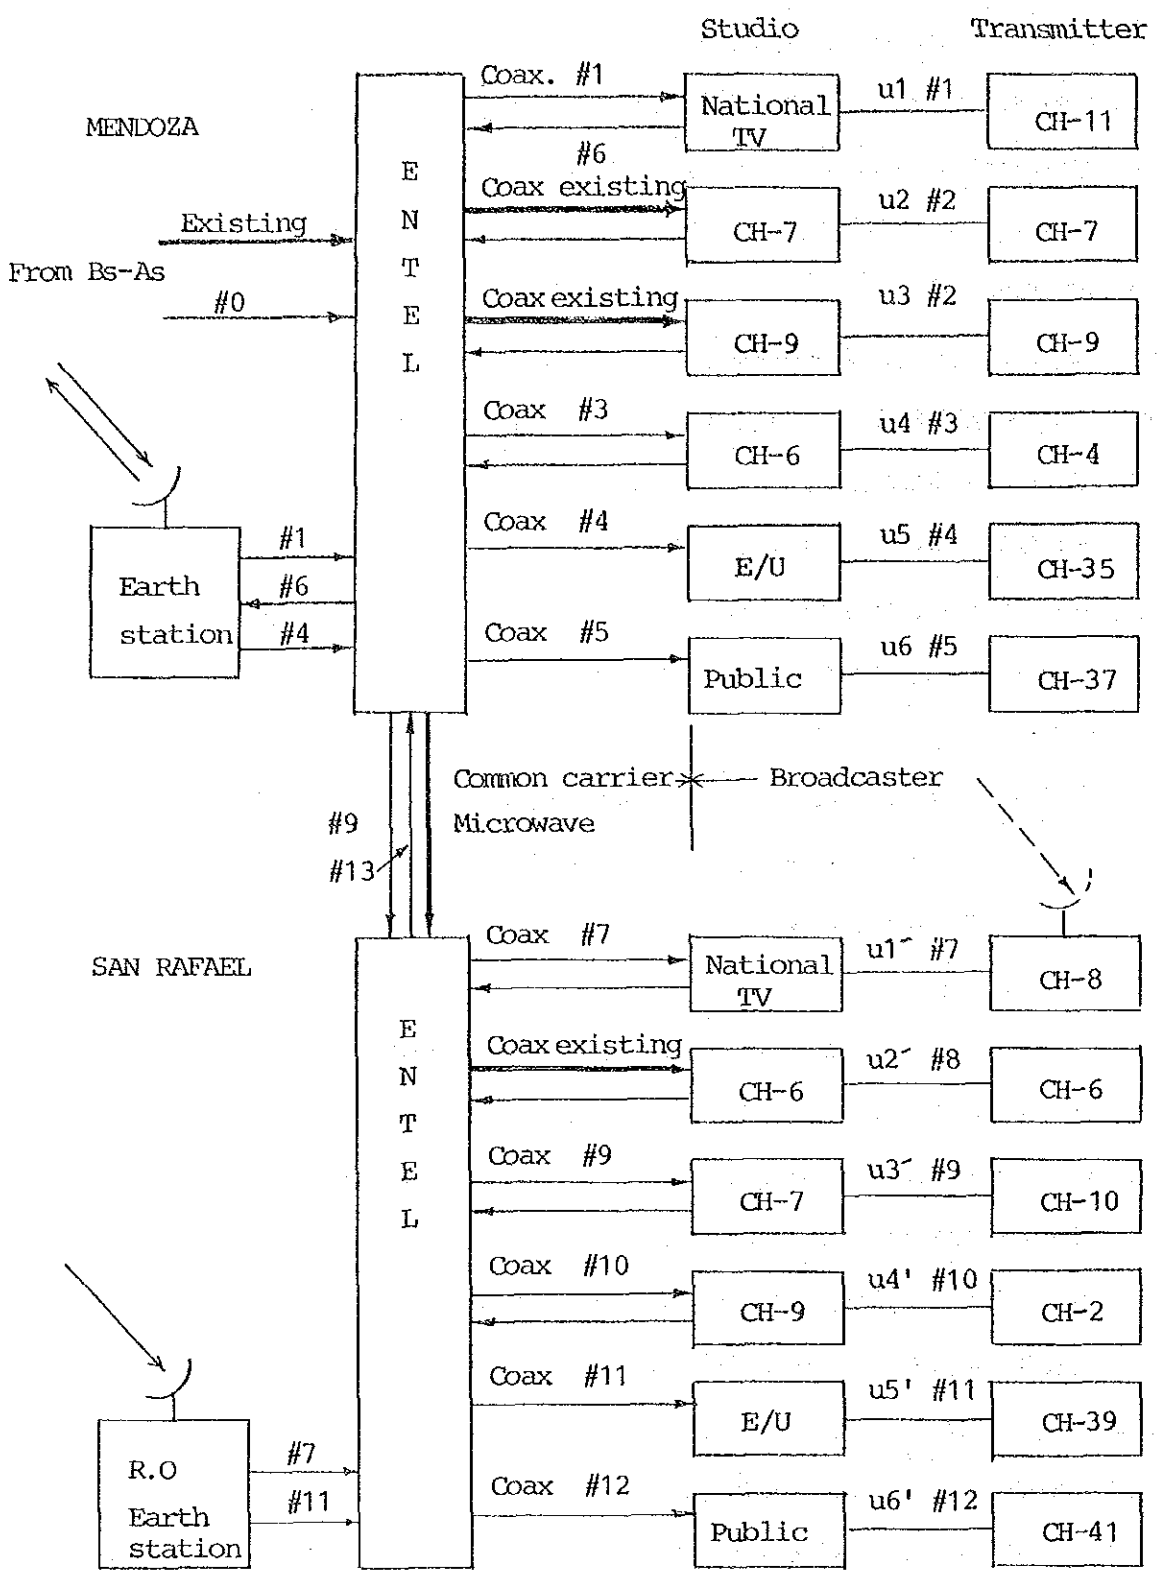 Studio Transmitter
MENDOZA
Existing
From Bs-As
#0
Earth
station
#1
#6
#4
E
N
T
E
L
Coax. #1
National
TV
u1 #1
CH-11
#6
Coax existing
CH-7
u2 #2
CH-7
Coax existing
CH-9
u3 #2
CH-9
Coax #3
CH-6
u4 #3
CH-4
Coax #4
E/U
u5 #4
CH-35
Coax #5
Public
u6 #5
CH-37
Common carrier Broadcaster
Microwave
#9
#13
SAN RAFAEL
E
N
T
E
L
Coax #7
National
TV
u1´ #7
CH-8
Coax existing
CH-6
u2´ #8
CH-6
Coax #9
CH-7
u3´ #9
CH-10
Coax #10
CH-9
u4' #10
CH-2
Coax #11
E/U
u5' #11
CH-39
Coax #12
Public
u6' #12
CH-41
R.O
Earth
station
#7
#11